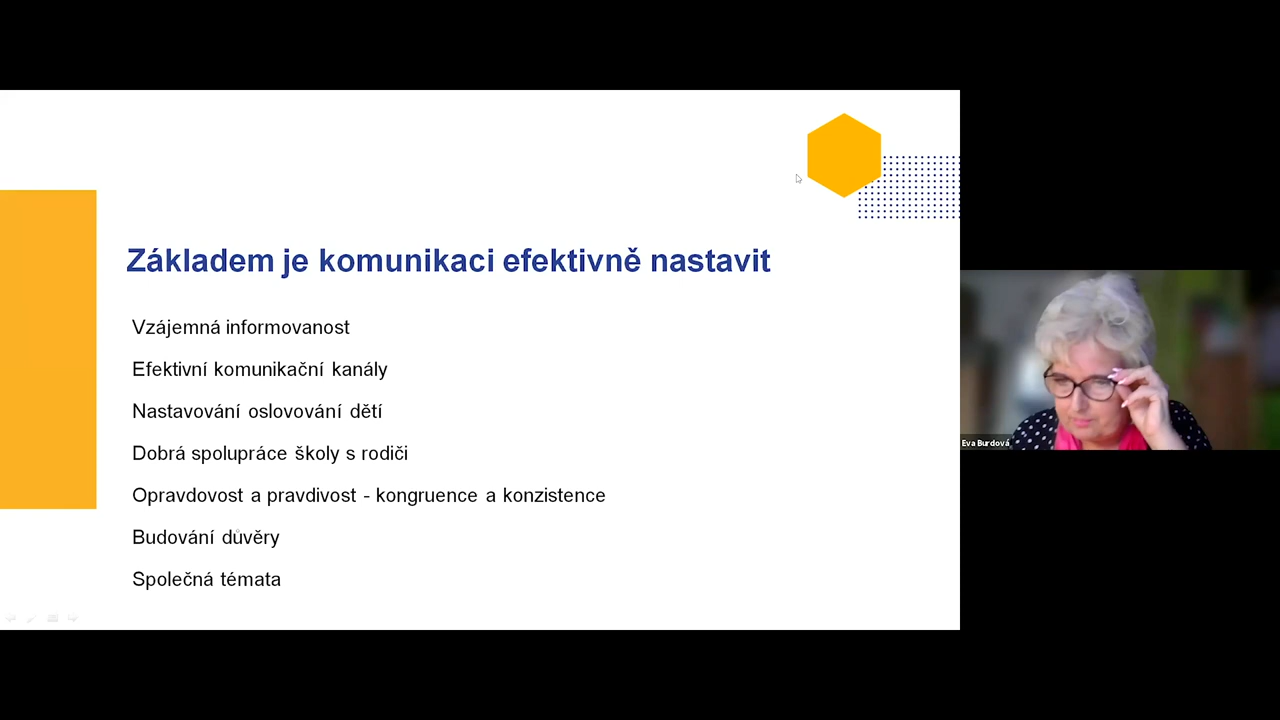 Základem je komunikaci efektivně nastavit
Vzájemná informovanost
Efektivní komunikační kanály
Nastavování oslovování dětí
Dobrá spolupráce školy s rodiči
Opravdovost a pravdivost - kongruence a konzistence
Budování důvěry
Společná témata
Eva Burdová